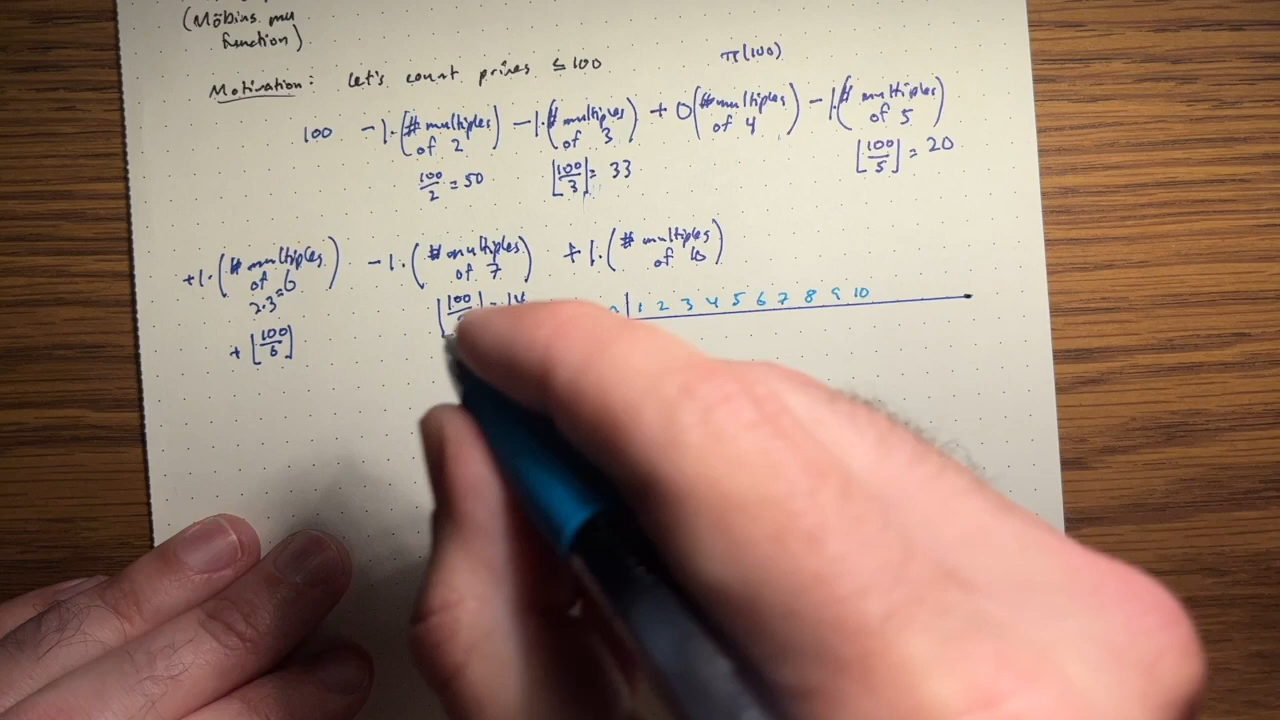 (Möbius mu
function)
Motivation: Let's count primes ≤ 100 π(100)
100 - 1·(# multiples of 2) - 1·(# multiples of 3) + 0(# multiples of 4) - 1·(# multiples of 5)
100/2 = 50 ⌊100/3⌋ = 33 ⌊100/5⌋ = 20
+1·(# multiples of 6) - 1·(# multiples of 7) + 1·(# multiples of 10)
2·3=6
+ ⌊100/6⌋ ⌊100
1 2 3 4 5 6 7 8 9 10